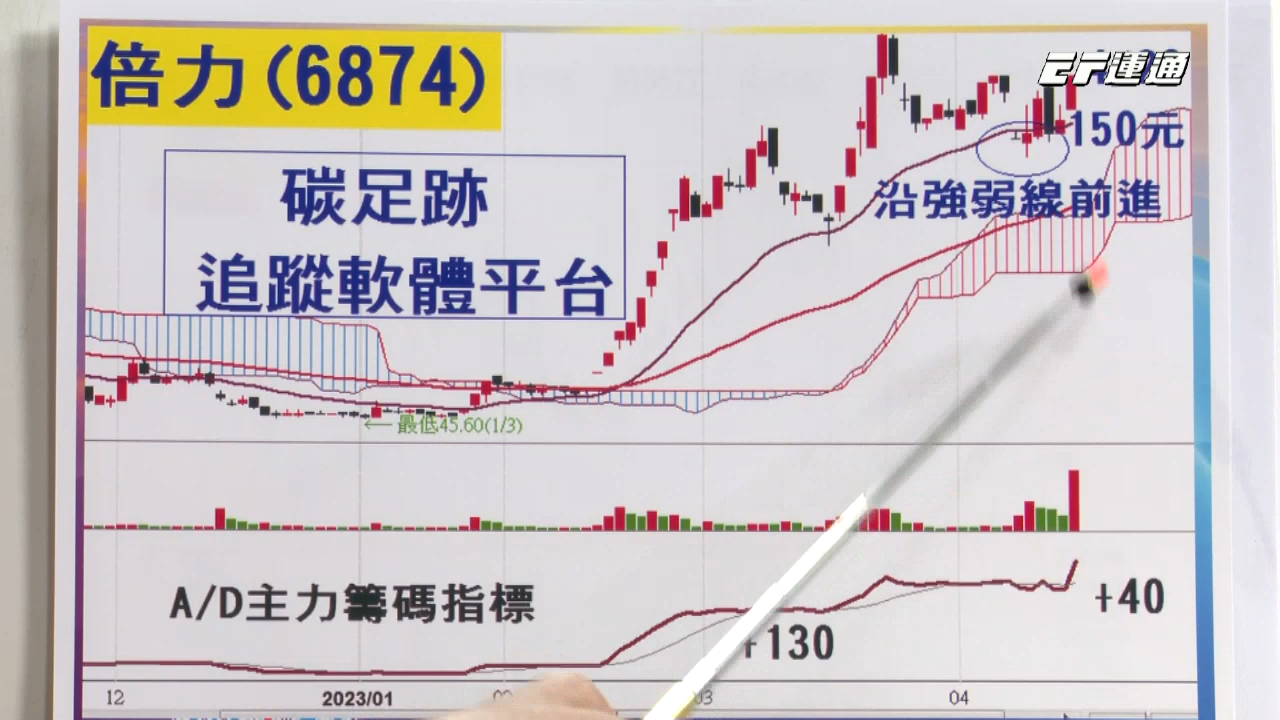 倍力(6874)
EF運通
150元
碳足跡
追蹤軟體平台
沿強弱線前進
←最低45.60(1/3)
A/D主力籌碼指標
+40
+130
12
2023/01
03
04